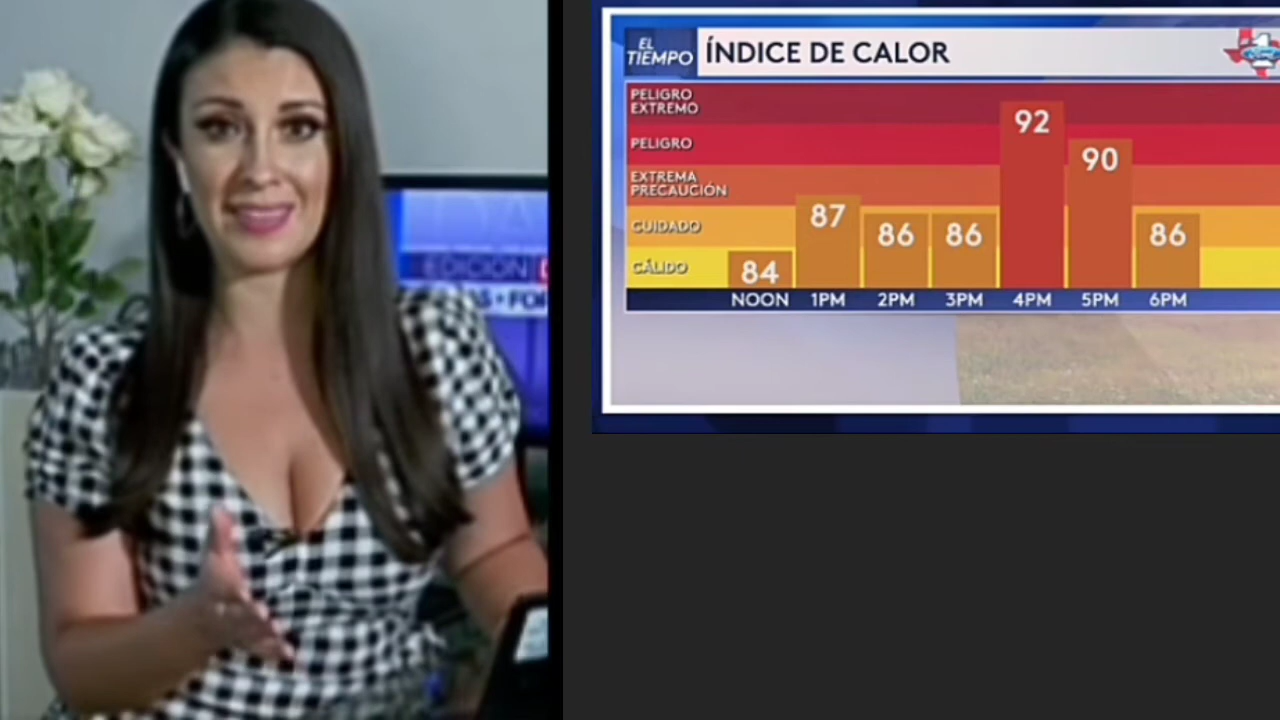 EL
TIEMPO
ÍNDICE DE CALOR
PELIGRO
EXTREMO
PELIGRO
EXTREMA
PRECAUCIÓN
CUIDADO
CÁLIDO
84
87
86
86
92
90
86
NOON 1PM 2PM 3PM 4PM 5PM 6PM
EDICIÓN